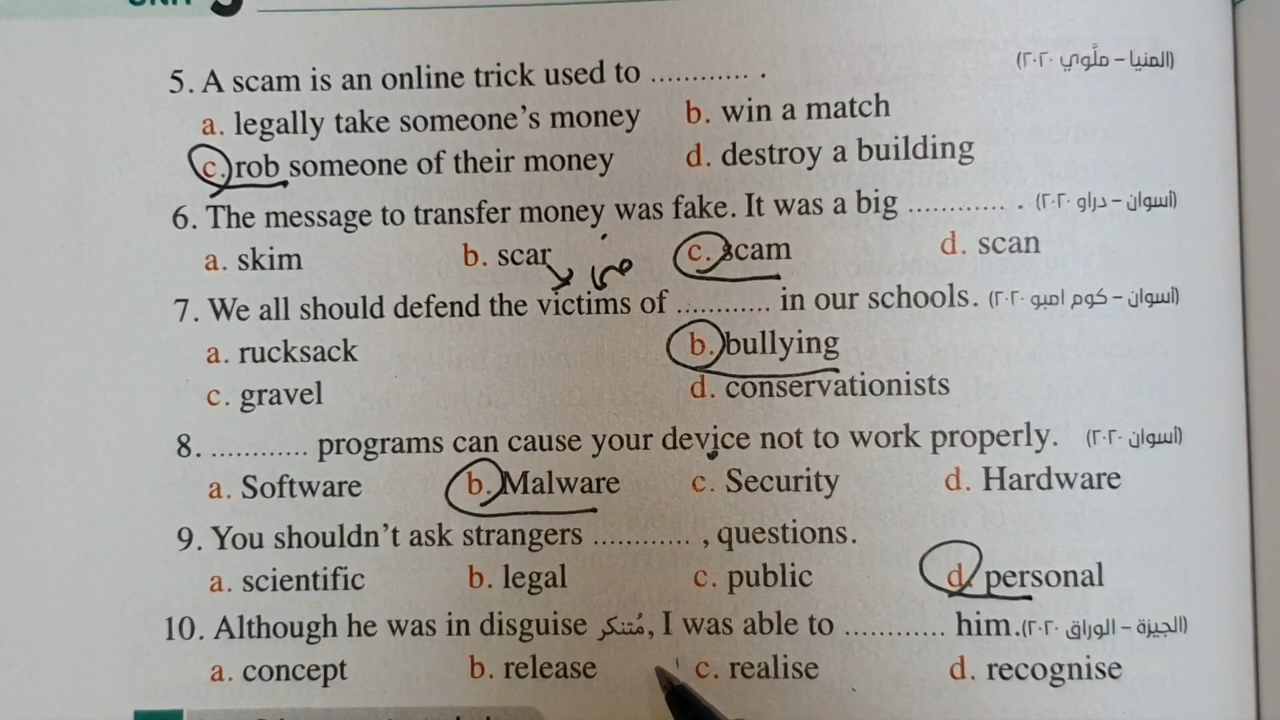 5. A scam is an online trick used to ............ . (المنيا – ملَّوي ٢٠٢٠)
a. legally take someone's money b. win a match
c. rob someone of their money d. destroy a building
6. The message to transfer money was fake. It was a big ............ . (أسوان – دراو ٢٠٢٠)
a. skim b. scar c. scam d. scan
7. We all should defend the victims of ............ in our schools. (أسوان – كوم امبو ٢٠٢٠)
a. rucksack b. bullying
c. gravel d. conservationists
8. ............ programs can cause your device not to work properly. (أسوان ٢٠٢٠)
a. Software b. Malware c. Security d. Hardware
9. You shouldn't ask strangers ............ , questions.
a. scientific b. legal c. public d. personal
10. Although he was in disguise مُتنكر, I was able to ............ him. (الجيزة – الوراق ٢٠٢٠)
a. concept b. release c. realise d. recognise